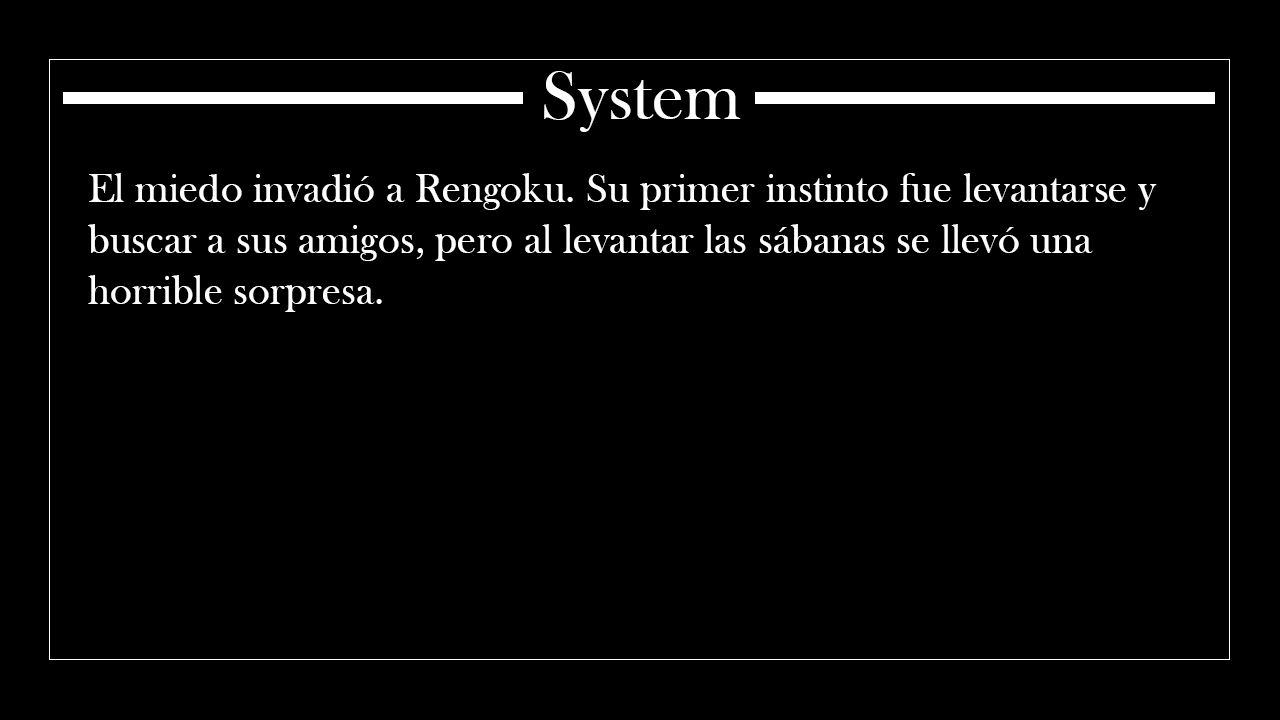 System
El miedo invadió a Rengoku. Su primer instinto fue levantarse y
buscar a sus amigos, pero al levantar las sábanas se llevó una
horrible sorpresa.